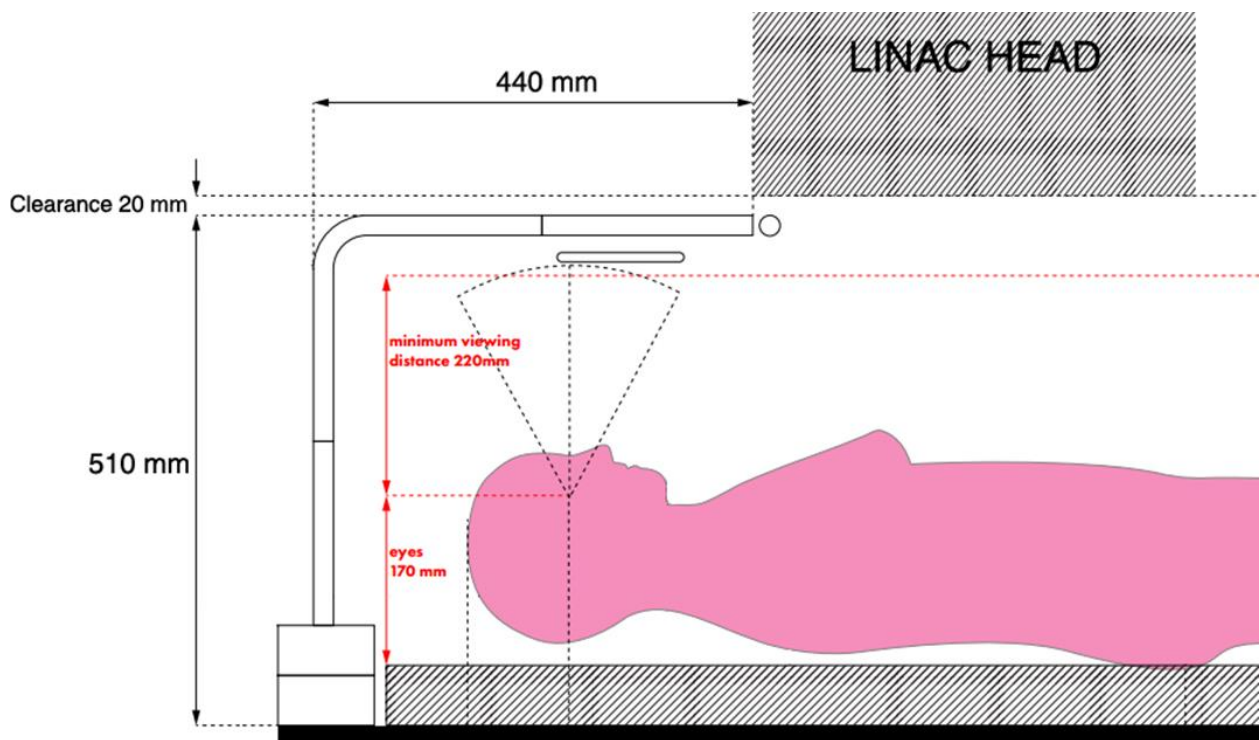 LINAC HEAD
440 mm
Clearance 20 mm
minimum viewing
distance 220mm
510 mm
eyes
170 mm